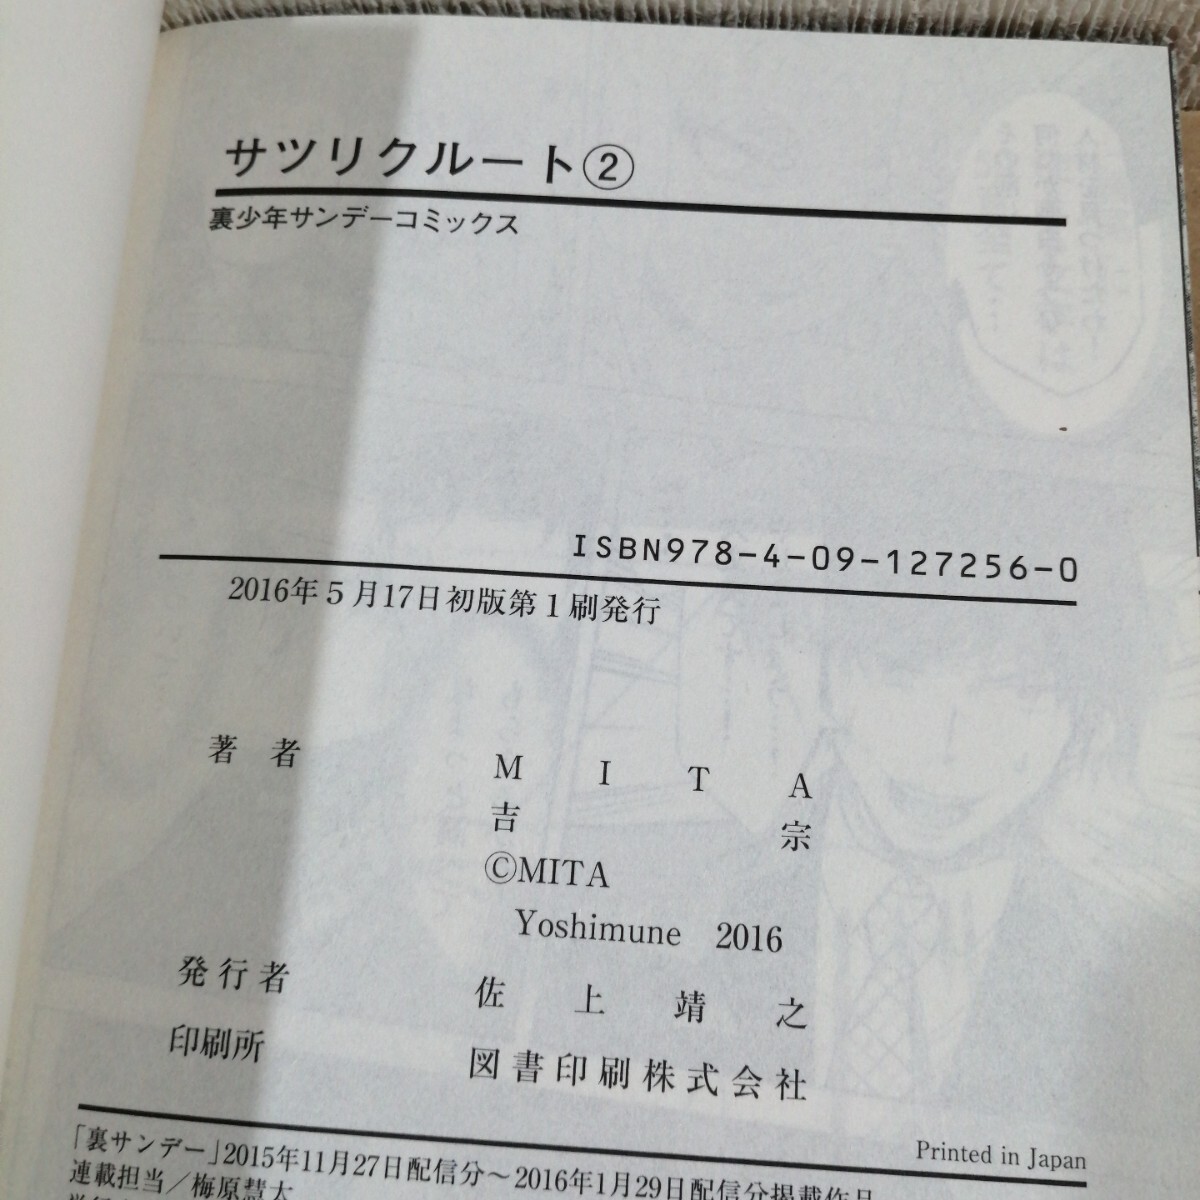 サツリクルート②
裏少年サンデーコミックス
ISBN978-4-09-127256-0
2016年5月17日初版第1刷発行
著者 MITA
吉宗
©MITA
Yoshimune 2016
発行者 佐上靖之
印刷所 図書印刷株式会社
Printed in Japan
「裏サンデー」2015年11月27日配信分～2016年1月29日配信分掲載作品
連載担当/梅原慧太